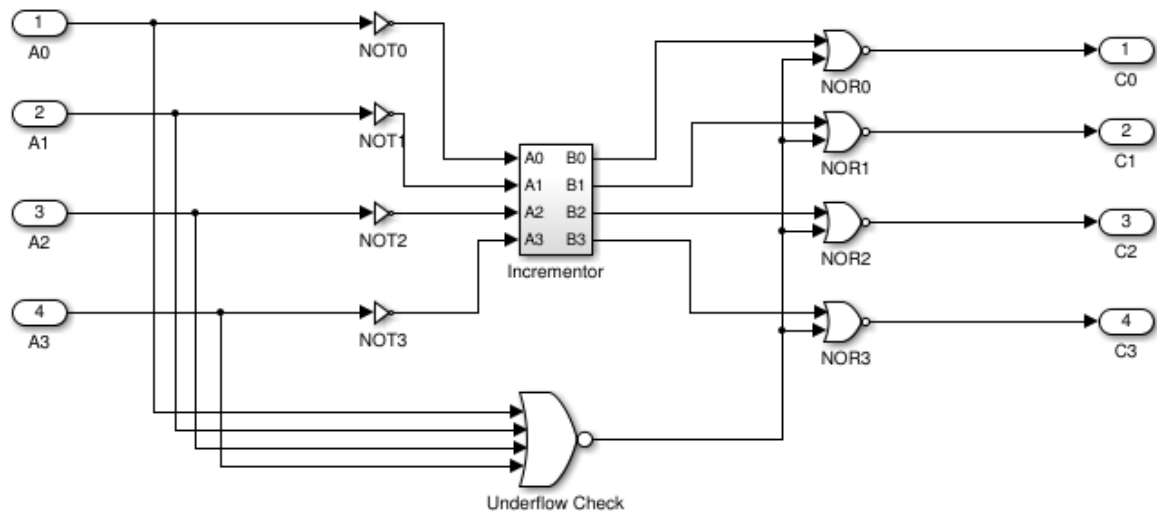 1
A0
NOT0
NOR0
1
C0
2
A1
NOT1
A0 B0
A1 B1
A2 B2
A3 B3
Incrementor
NOR1
2
C1
3
A2
NOT2
NOR2
3
C2
4
A3
NOT3
NOR3
4
C3
Underflow Check